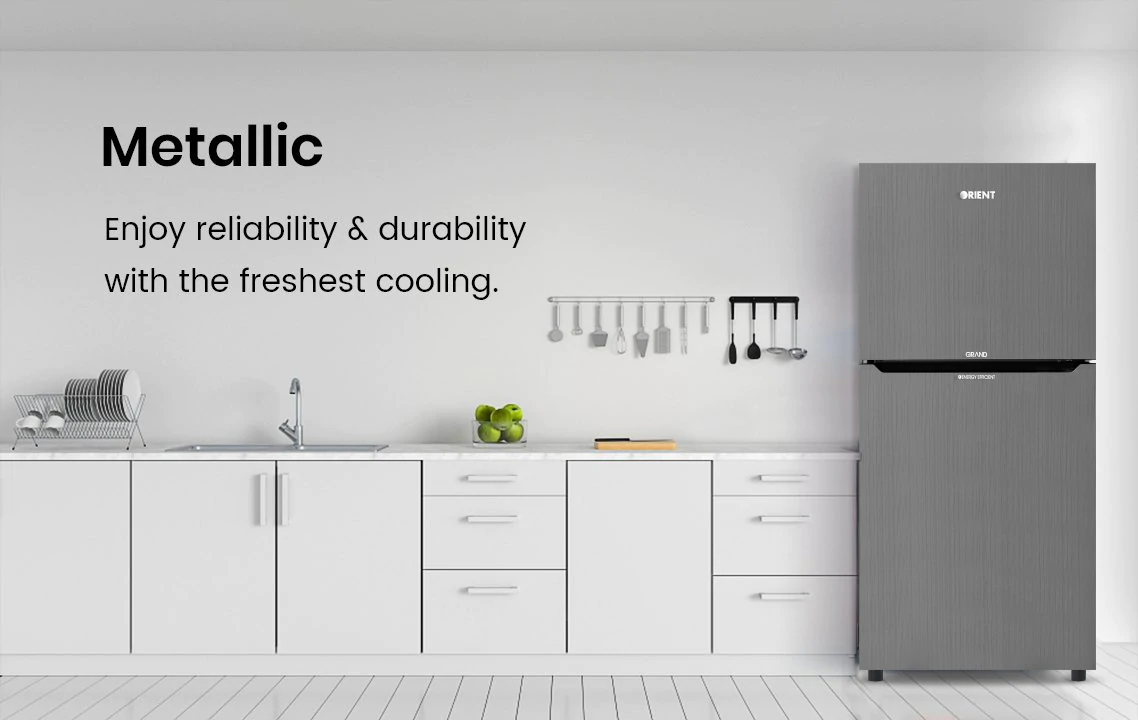 Metallic
Enjoy reliability & durability
with the freshest cooling.
ORIENT
GRAND
ENERGY EFFICIENT